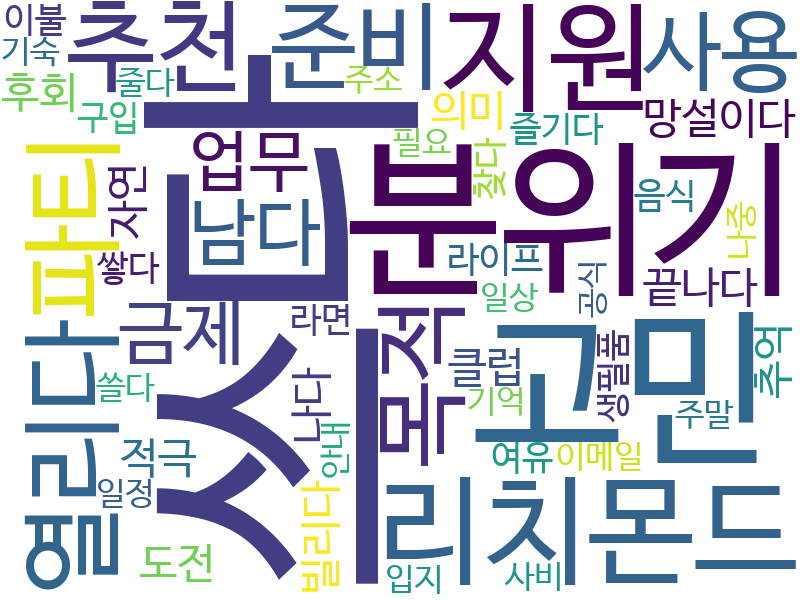 이불
추천
준비
지원
사용
기숙
줄다
주소
후회
구입
의미
즐기다
망설이다
업무
필요
파티
자연
쓰다
부
위기
찾다
음식
남다
나중
쌓다
라이프
끝나다
일상
공식
금제
라면
목적
고민
열리다
클럽
생필품
추억
쓸다
나다
기억
주말
적극
안내
여유
이메일
일정
빌리다
리치몬드
도전
입지
사비